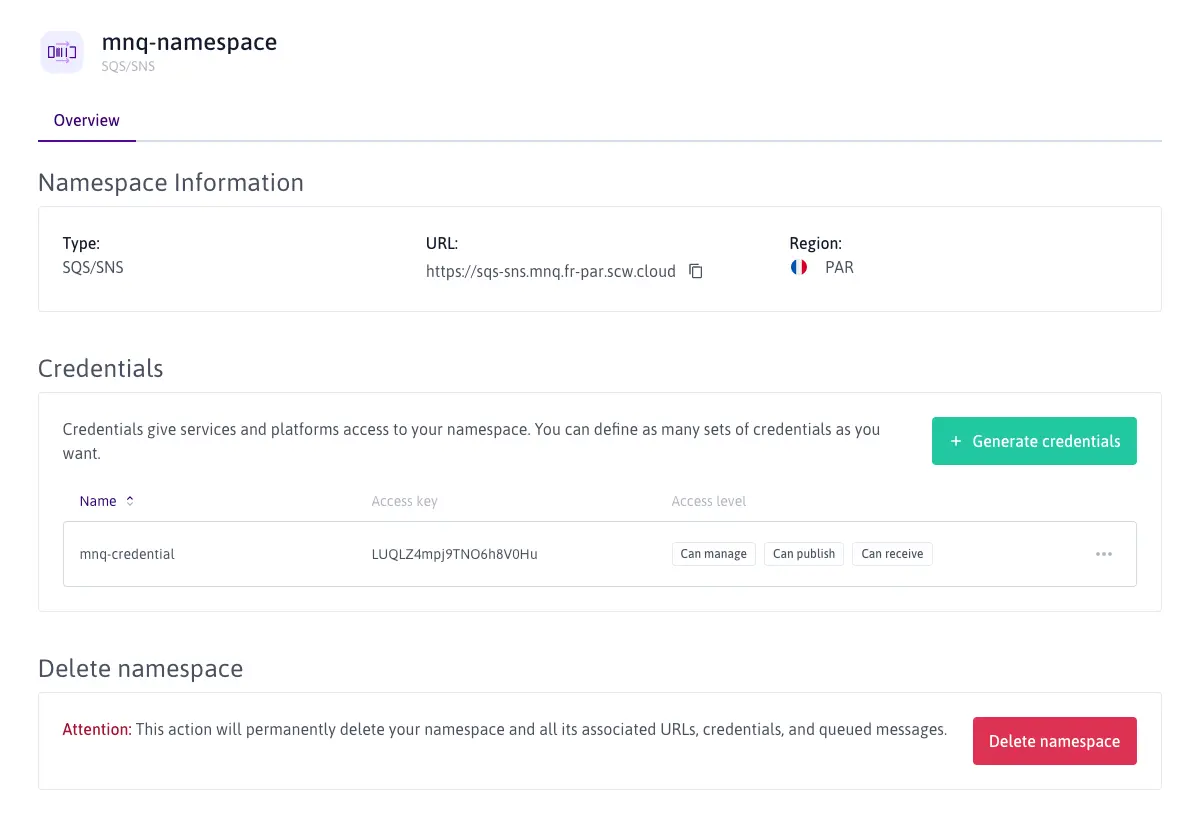 mnq-namespace
SQS/SNS
Overview
Namespace Information
Type:
SQS/SNS
URL:
https://sqs-sns.mnq.fr-par.scw.cloud
Region:
PAR
Credentials
Credentials give services and platforms access to your namespace. You can define as many sets of credentials as you
want.
+ Generate credentials
Name Access key Access level
mnq-credential LUQLZ4mpj9TNO6h8V0Hu Can manage Can publish Can receive
Delete namespace
Attention: This action will permanently delete your namespace and all its associated URLs, credentials, and queued messages.
Delete namespace